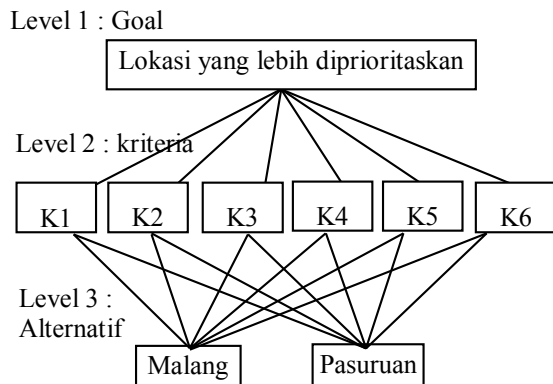 Level 1 : Goal
Lokasi yang lebih diprioritaskan
Level 2 : kriteria
K1 K2 K3 K4 K5 K6
Level 3 :
Alternatif
Malang Pasuruan